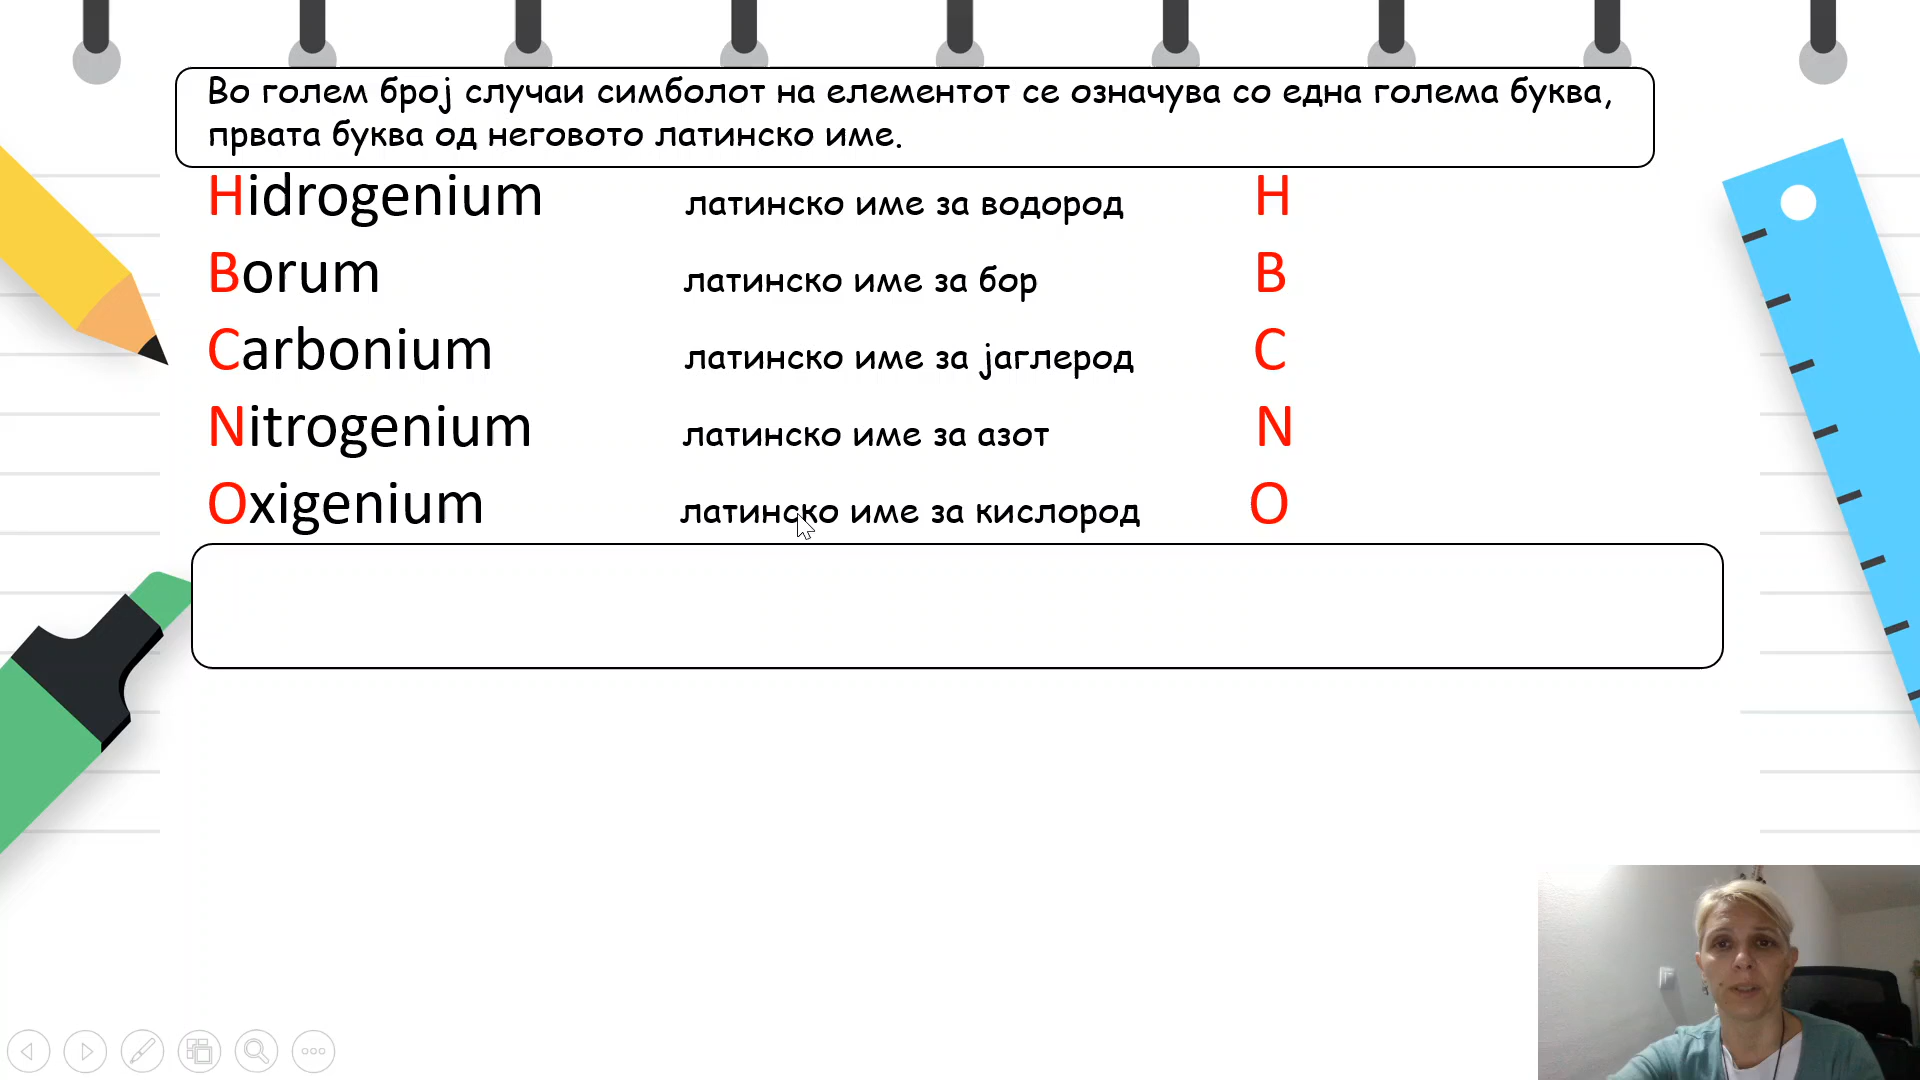 Во голем број случаи симболот на елементот се означува со една голема буква,
првата буква од неговото латинско име.
Hidrogenium латинско име за водород H
Borum латинско име за бор B
Carbonium латинско име за јаглерод C
Nitrogenium латинско име за азот N
Oxigenium латинско име за кислород O